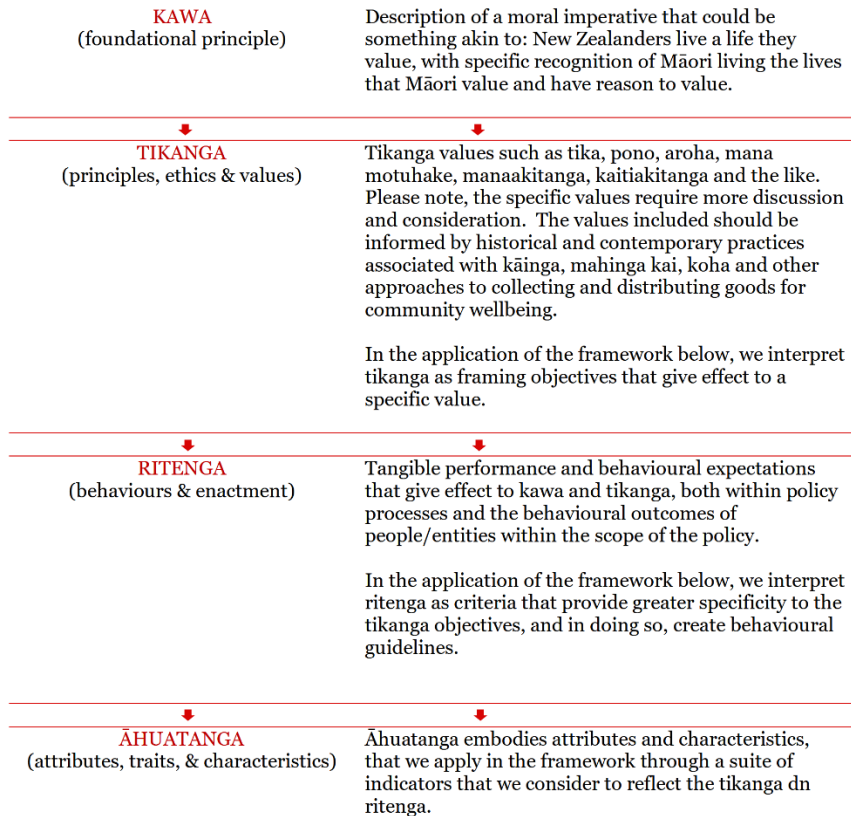 KAWA
(foundational principle)
Description of a moral imperative that could be
something akin to: New Zealanders live a life they
value, with specific recognition of Māori living the lives
that Māori value and have reason to value.
TIKANGA
(principles, ethics & values)
Tikanga values such as tika, pono, aroha, mana
motuhake, manaakitanga, kaitiakitanga and the like.
Please note, the specific values require more discussion
and consideration. The values included should be
informed by historical and contemporary practices
associated with kāinga, mahinga kai, koha and other
approaches to collecting and distributing goods for
community wellbeing.
In the application of the framework below, we interpret
tikanga as framing objectives that give effect to a
specific value.
RITENGA
(behaviours & enactment)
Tangible performance and behavioural expectations
that give effect to kawa and tikanga, both within policy
processes and the behavioural outcomes of
people/entities within the scope of the policy.
In the application of the framework below, we interpret
ritenga as criteria that provide greater specificity to the
tikanga objectives, and in doing so, create behavioural
guidelines.
ĀHUATANGA
(attributes, traits, & characteristics)
Āhuatanga embodies attributes and characteristics,
that we apply in the framework through a suite of
indicators that we consider to reflect the tikanga dn
ritenga.